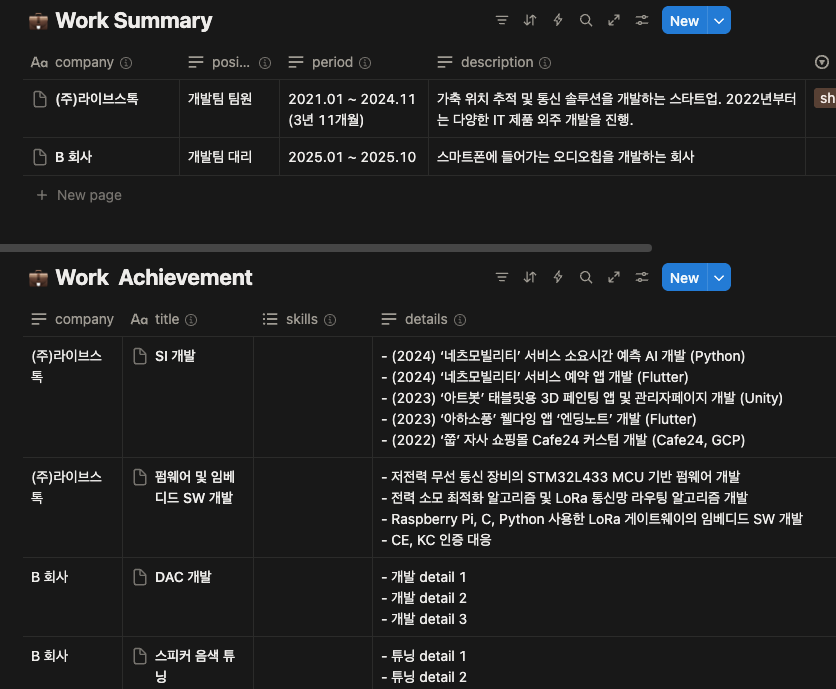 Work Summary
New
Aa company
posi...
period
description
(주)라이브스톡
개발팀 팀원
2021.01 ~ 2024.11
(3년 11개월)
가축 위치 추적 및 통신 솔루션을 개발하는 스타트업. 2022년부터
는 다양한 IT 제품 외주 개발을 진행.
sh
B 회사
개발팀 대리
2025.01 ~ 2025.10
스마트폰에 들어가는 오디오칩을 개발하는 회사
+ New page
Work Achievement
New
company
Aa title
skills
details
(주)라이브스
톡
SI 개발
- (2024) ‘네츠모빌리티’ 서비스 소요시간 예측 AI 개발 (Python)
- (2024) ‘네츠모빌리티’ 서비스 예약 앱 개발 (Flutter)
- (2023) ‘아트봇’ 태블릿용 3D 페인팅 앱 및 관리자페이지 개발 (Unity)
- (2023) ‘아하소풍’ 웰다잉 앱 ‘엔딩노트’ 개발 (Flutter)
- (2022) ‘쭙’ 자사 쇼핑몰 Cafe24 커스텀 개발 (Cafe24, GCP)
(주)라이브스
톡
펌웨어 및 임베
디드 SW 개발
- 저전력 무선 통신 장비의 STM32L433 MCU 기반 펌웨어 개발
- 전력 소모 최적화 알고리즘 및 LoRa 통신망 라우팅 알고리즘 개발
- Raspberry Pi, C, Python 사용한 LoRa 게이트웨이의 임베디드 SW 개발
- CE, KC 인증 대응
B 회사
DAC 개발
- 개발 detail 1
- 개발 detail 2
- 개발 detail 3
B 회사
스피커 음색 튜
닝
- 튜닝 detail 1
- 튜닝 detail 2